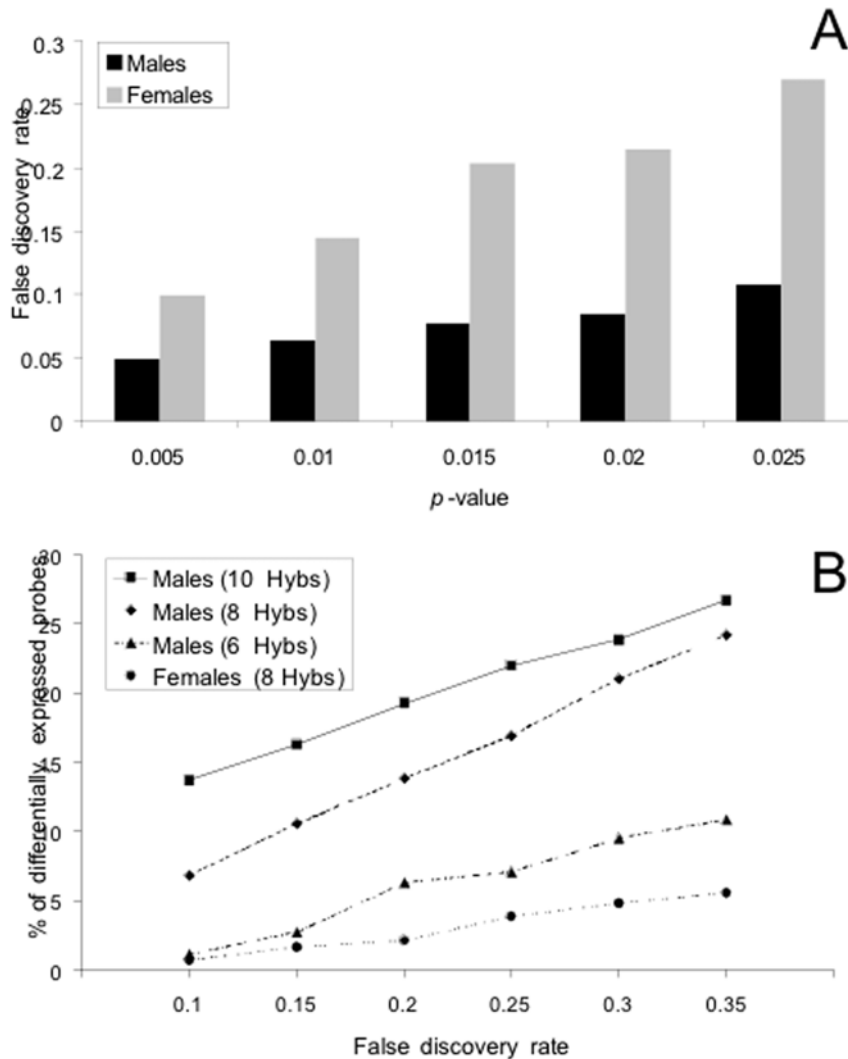 A
Males
Females
False discovery rate
0.3
0.25
0.2
0.15
0.1
0.05
0
0.005 0.01 0.015 0.02 0.025
p-value
B
Males (10 Hybs)
Males (8 Hybs)
Males (6 Hybs)
Females (8 Hybs)
% of differentially expressed probes
30
25
20
15
10
5
0
0.1 0.15 0.2 0.25 0.3 0.35
False discovery rate